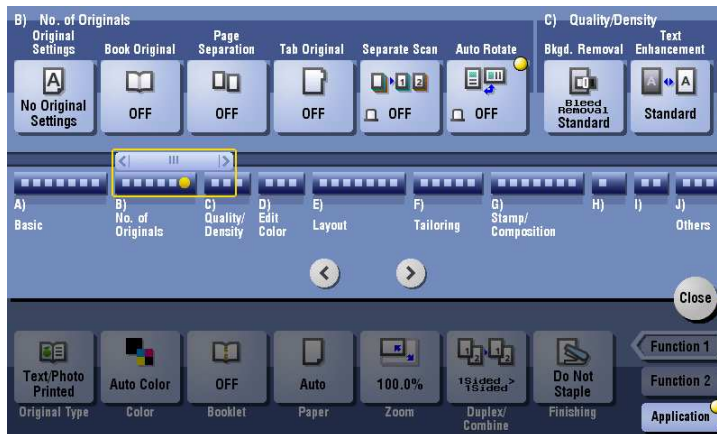 B) No. of Originals
C) Quality/Density
Original
Settings
Book Original
Page
Separation
Tab Original
Separate Scan
Auto Rotate
Bkgd. Removal
Text
Enhancement
No Original
Settings
OFF
OFF
OFF
OFF
OFF
Bleed
Removal
Standard
Standard
A)
Basic
B)
No. of
Originals
C)
Quality/
Density
D)
Edit
Color
E)
Layout
F)
Tailoring
G)
Stamp/
Composition
H)
I)
J)
Others
Close
Text/Photo
Printed
Auto Color
OFF
Auto
100.0%
1Sided >
1Sided
Do Not
Staple
Original Type
Color
Booklet
Paper
Zoom
Duplex/
Combine
Finishing
Function 1
Function 2
Application